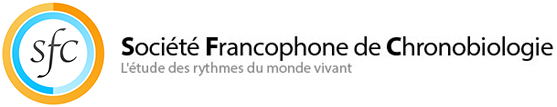 sfc
Société Francophone de Chronobiologie
L'étude des rythmes du monde vivant